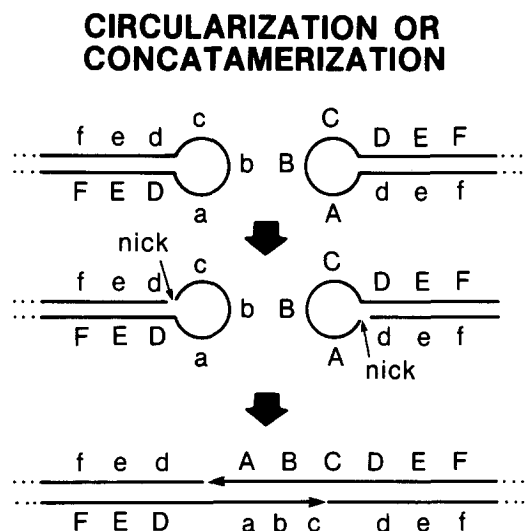 CIRCULARIZATION OR
CONCATAMERIZATION
c C
f e d D E F
b B
F E D d e f
a A
nick
c C
f e d D E F
b B
F E D d e f
a A
nick
f e d A B C D E F
F E D a b c d e f